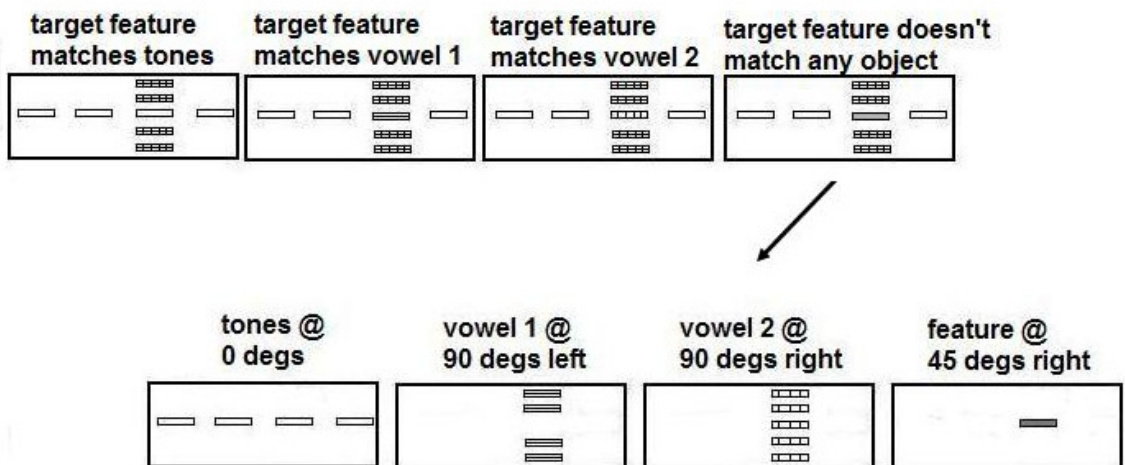 target feature
matches tones
target feature
matches vowel 1
target feature
matches vowel 2
target feature doesn't
match any object
tones @
0 degs
vowel 1 @
90 degs left
vowel 2 @
90 degs right
feature @
45 degs right